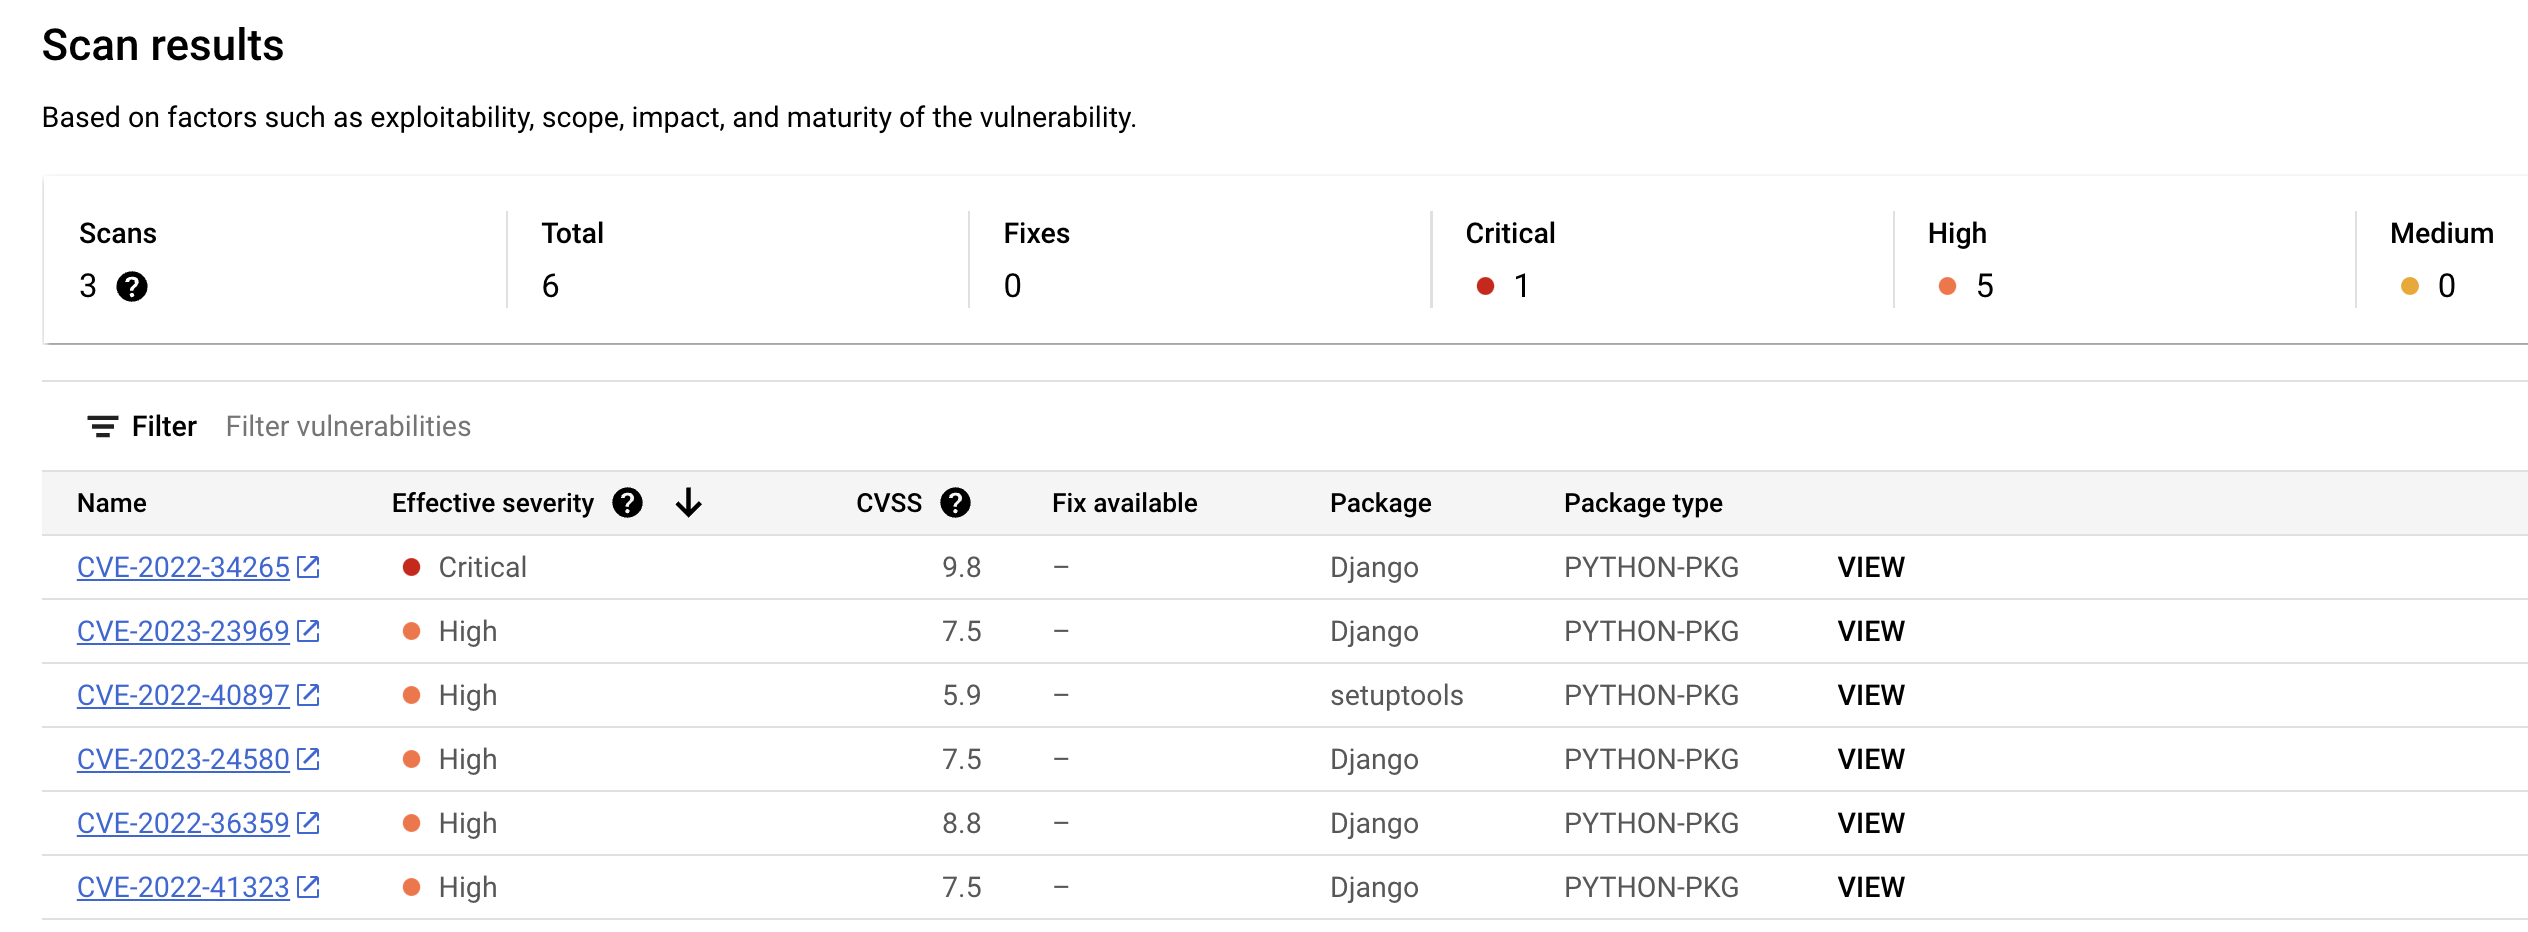 Scan results
Based on factors such as exploitability, scope, impact, and maturity of the vulnerability.
Scans Total Fixes Critical High Medium
3 6 0 1 5 0
Filter Filter vulnerabilities
Name Effective severity CVSS Fix available Package Package type
CVE-2022-34265 Critical 9.8 – Django PYTHON-PKG VIEW
CVE-2023-23969 High 7.5 – Django PYTHON-PKG VIEW
CVE-2022-40897 High 5.9 – setuptools PYTHON-PKG VIEW
CVE-2023-24580 High 7.5 – Django PYTHON-PKG VIEW
CVE-2022-36359 High 8.8 – Django PYTHON-PKG VIEW
CVE-2022-41323 High 7.5 – Django PYTHON-PKG VIEW